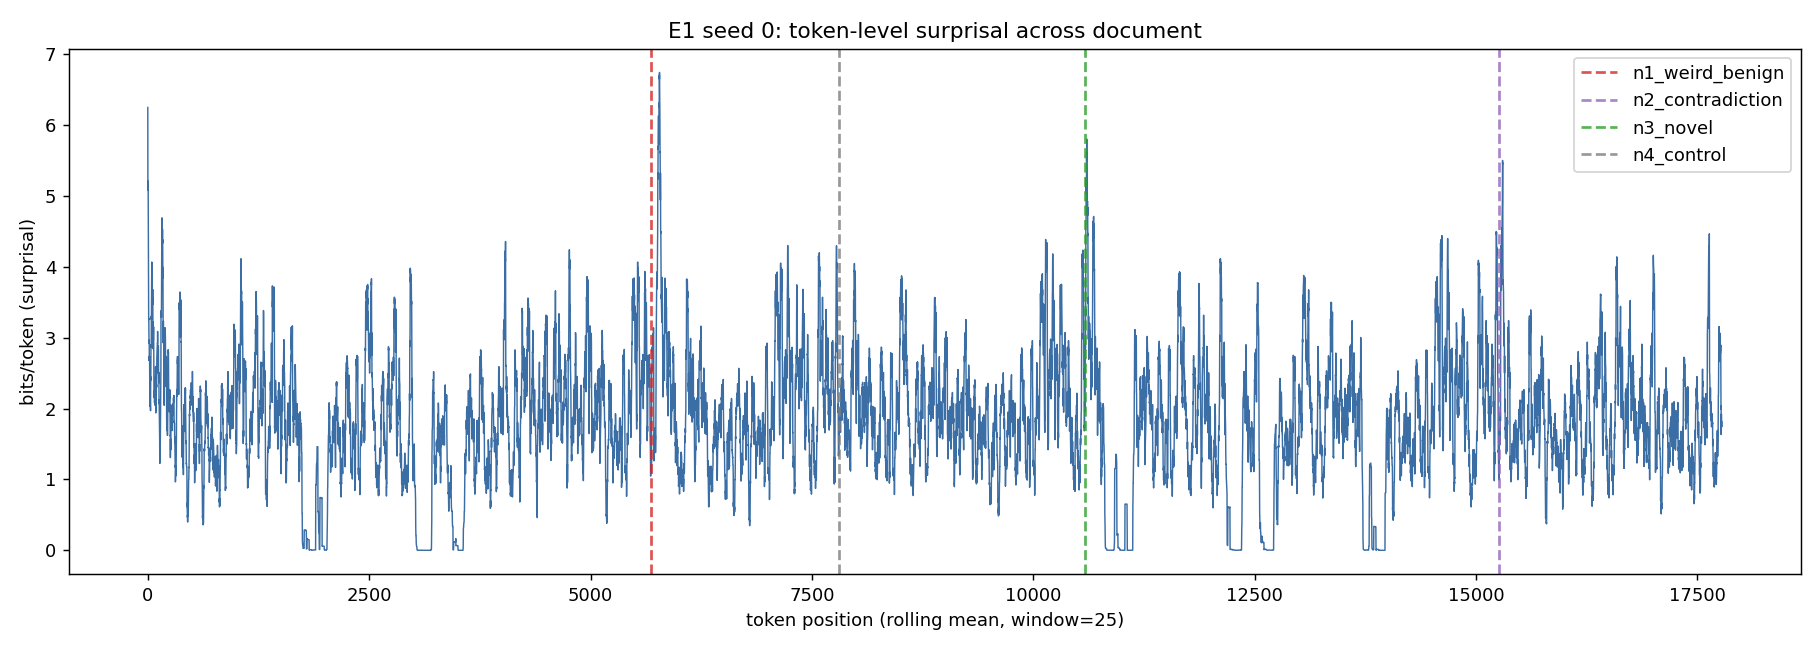 E1 seed 0: token-level surprisal across document
bits/token (surprisal)
7
6
5
4
3
2
1
0
n1_weird_benign
n2_contradiction
n3_novel
n4_control
0 2500 5000 7500 10000 12500 15000 17500
token position (rolling mean, window=25)